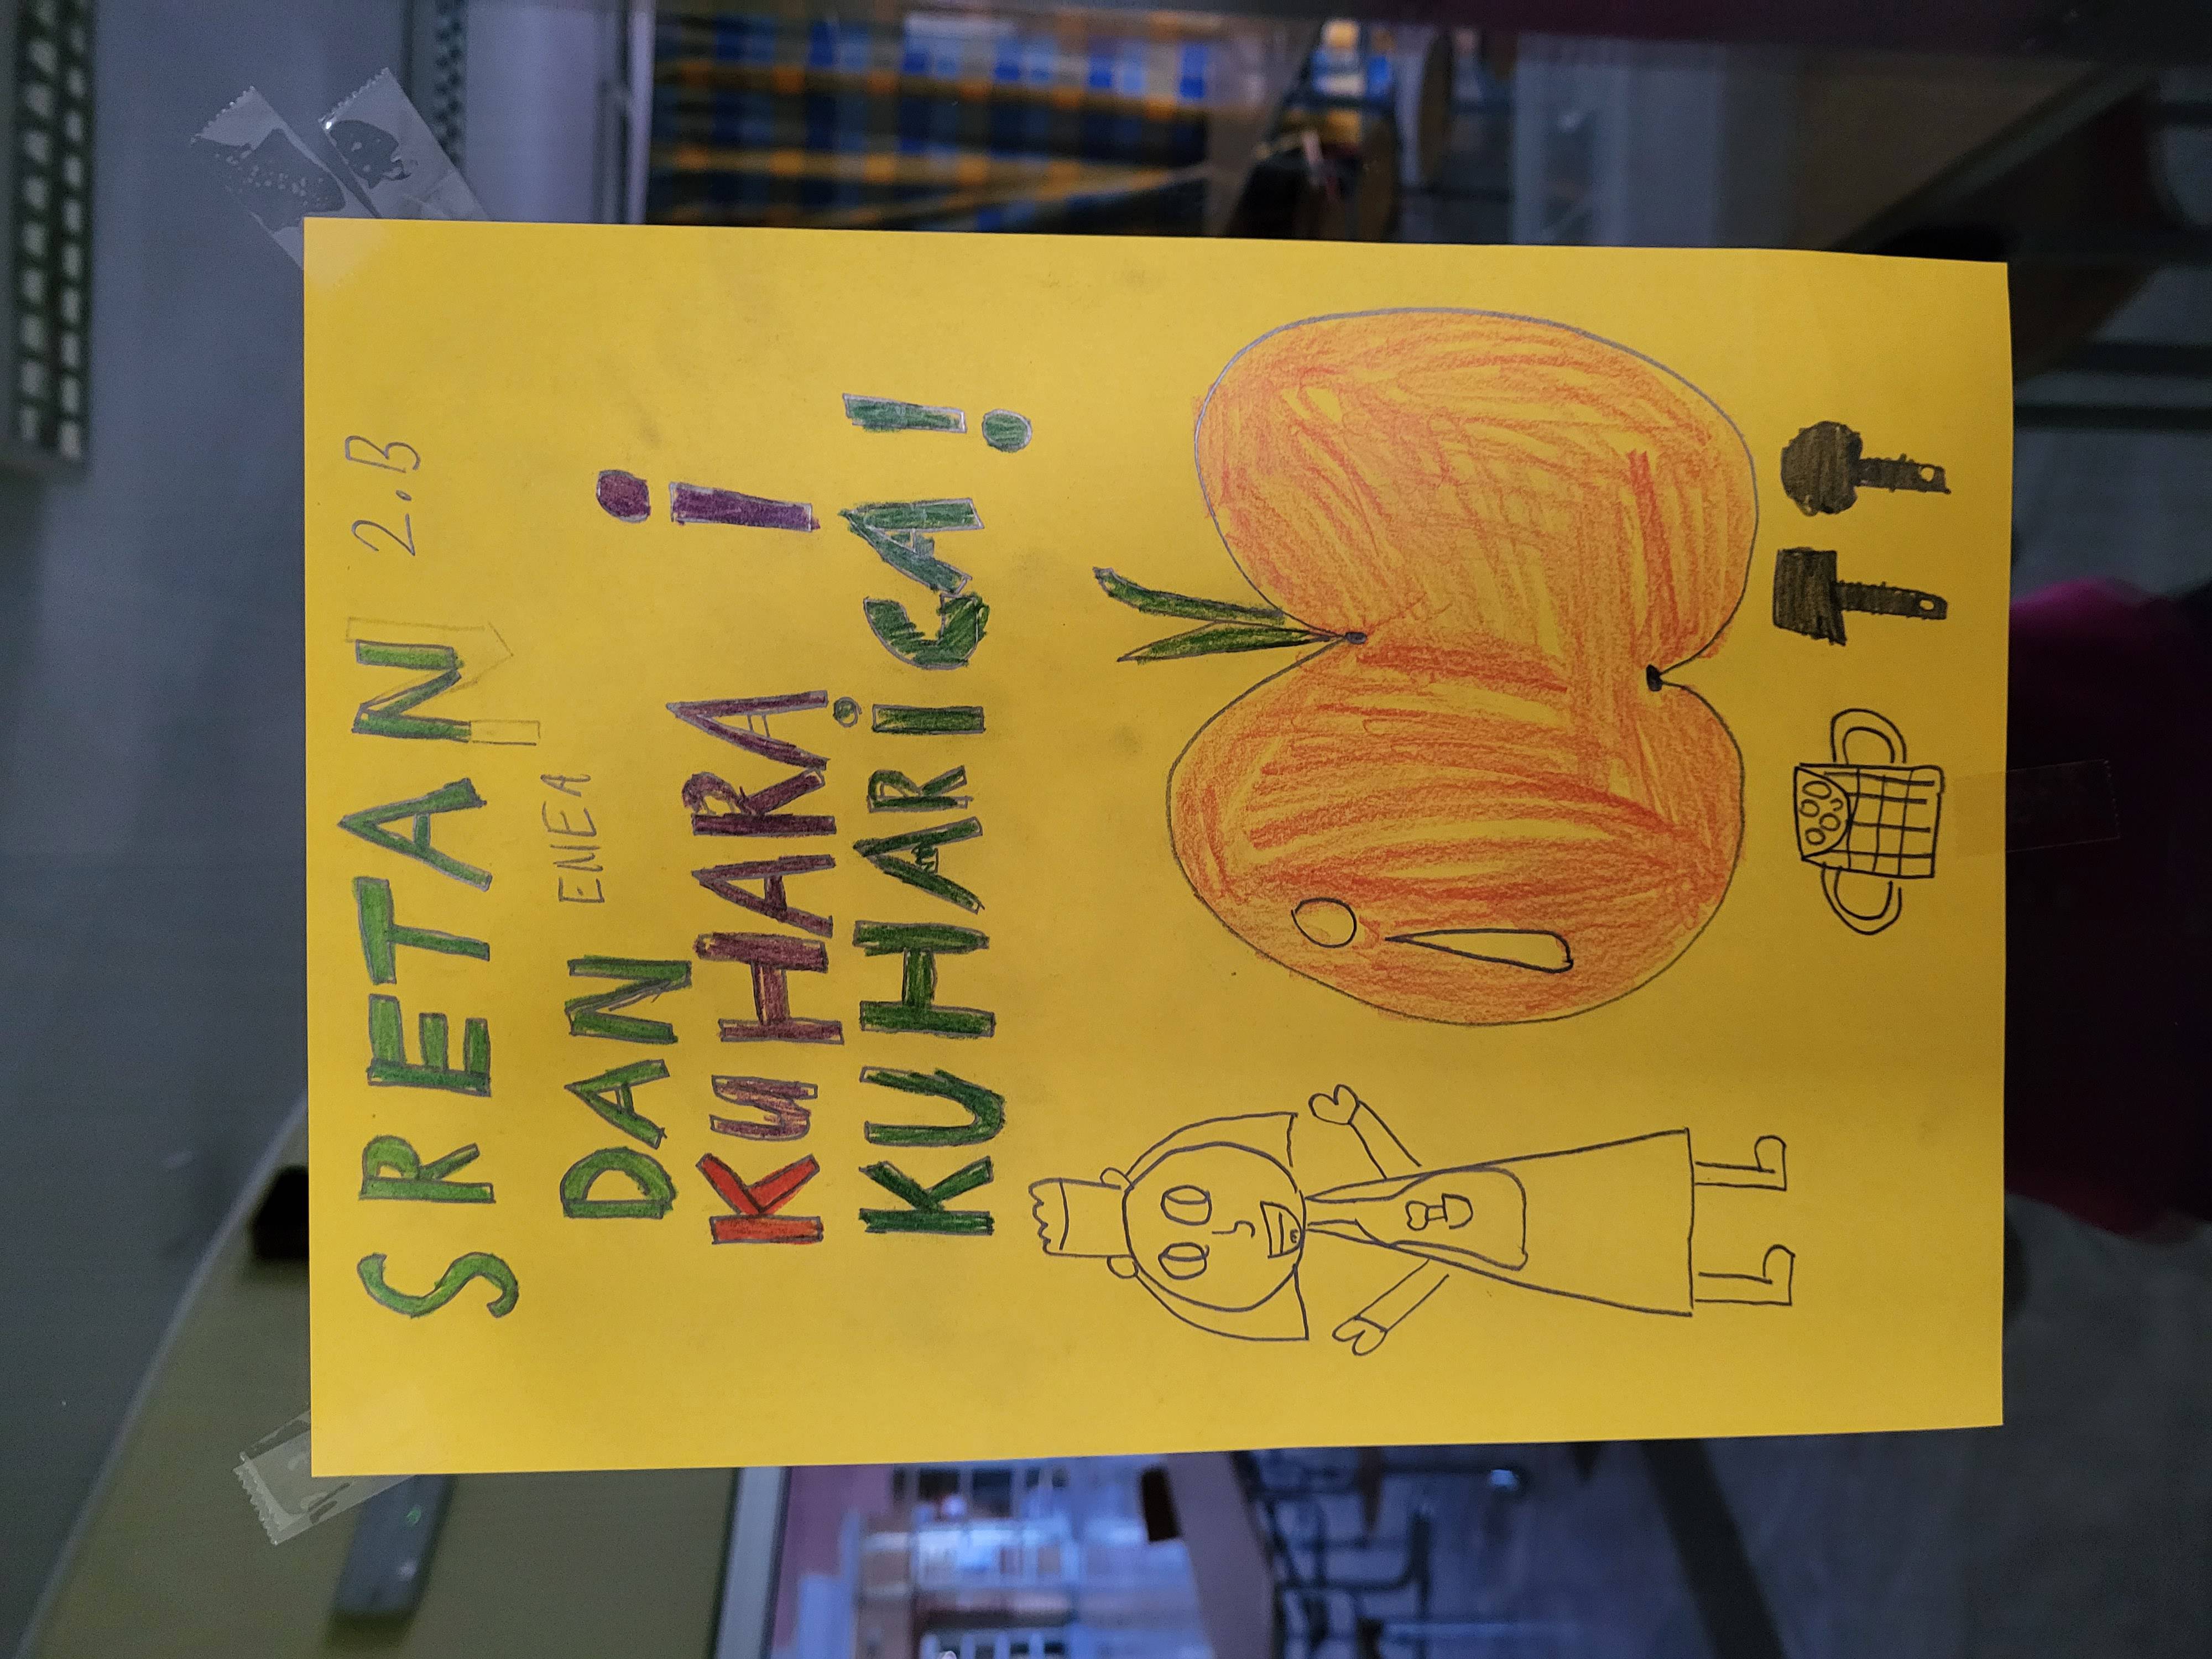 SRETAN 2.B
DAN ENEA
KUHARA i
KUHARiCA!